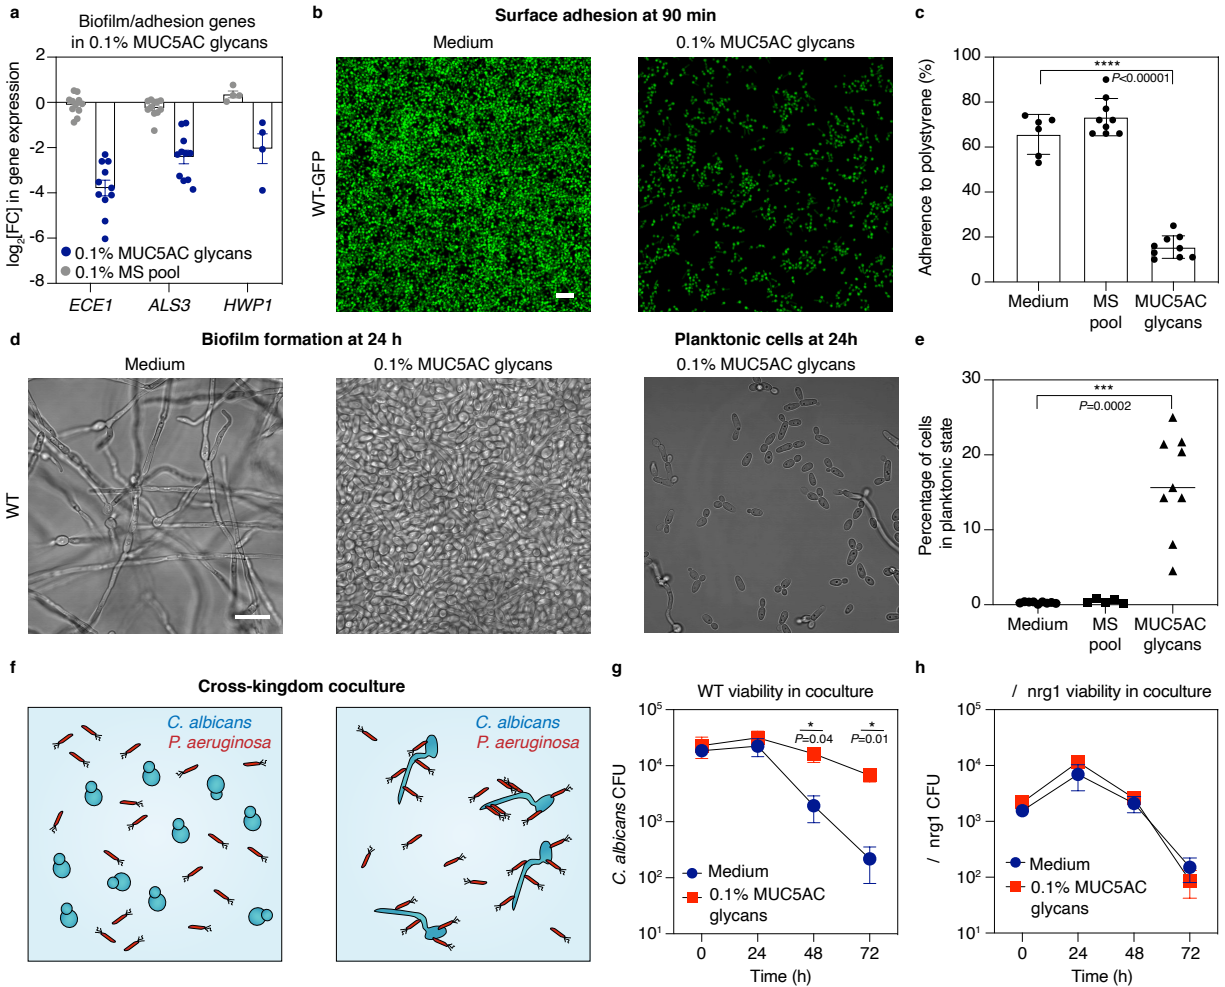 a
Biofilm/adhesion genes
in 0.1% MUC5AC glycans
log2[FC] in gene expression
2
0
-2
-4
-6
-8
0.1% MUC5AC glycans
0.1% MS pool
ECE1
ALS3
HWP1
b
Surface adhesion at 90 min
Medium
0.1% MUC5AC glycans
WT-GFP
c
Adherence to polystyrene (%)
100
80
60
40
20
0
****
P<0.00001
Medium
MS
pool
MUC5AC
glycans
d
Biofilm formation at 24 h
Medium
0.1% MUC5AC glycans
WT
Planktonic cells at 24h
0.1% MUC5AC glycans
e
Percentage of cells
in planktonic state
30
20
10
0
***
P=0.0002
Medium
MS
pool
MUC5AC
glycans
f
Cross-kingdom coculture
C. albicans
P. aeruginosa
C. albicans
P. aeruginosa
g
WT viability in coculture
C. albicans CFU
10^5
10^4
10^3
10^2
10^1
*
P=0.04
*
P=0.01
Medium
0.1% MUC5AC
glycans
0
24
48
72
Time (h)
h
/ nrg1 viability in coculture
/ nrg1 CFU
10^5
10^4
10^3
10^2
10^1
Medium
0.1% MUC5AC
glycans
0
24
48
72
Time (h)